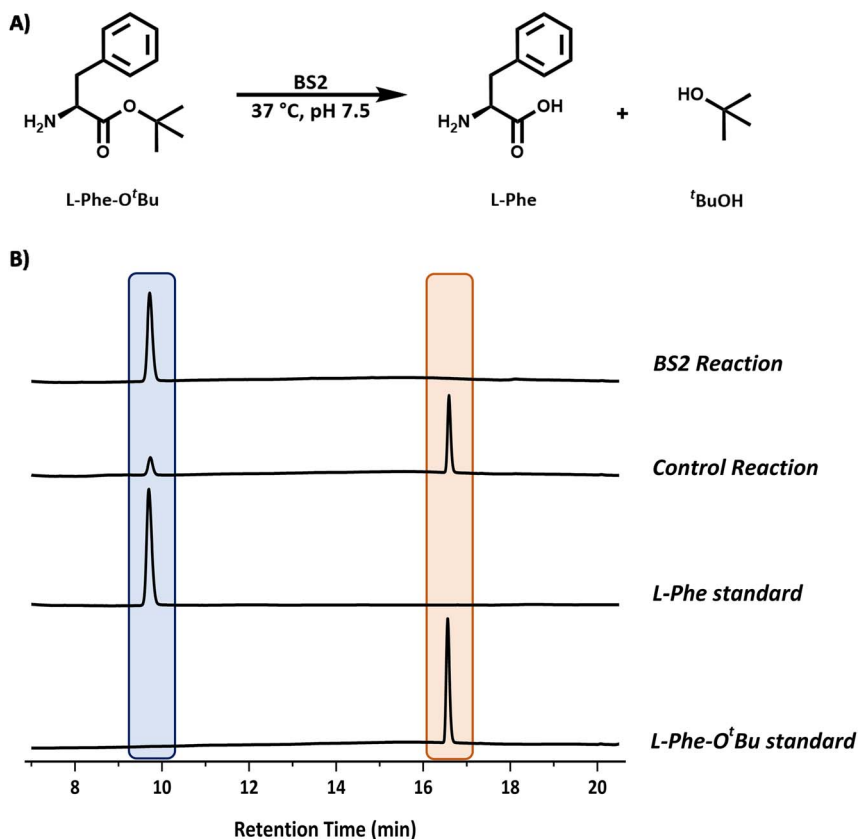 A)
BS2
37 °C, pH 7.5
H₂N
O
O
H₂N
OH
O
+
HO
L-Phe-OᵗBu
L-Phe
ᵗBuOH
B)
BS2 Reaction
Control Reaction
L-Phe standard
L-Phe-OᵗBu standard
8 10 12 14 16 18 20
Retention Time (min)